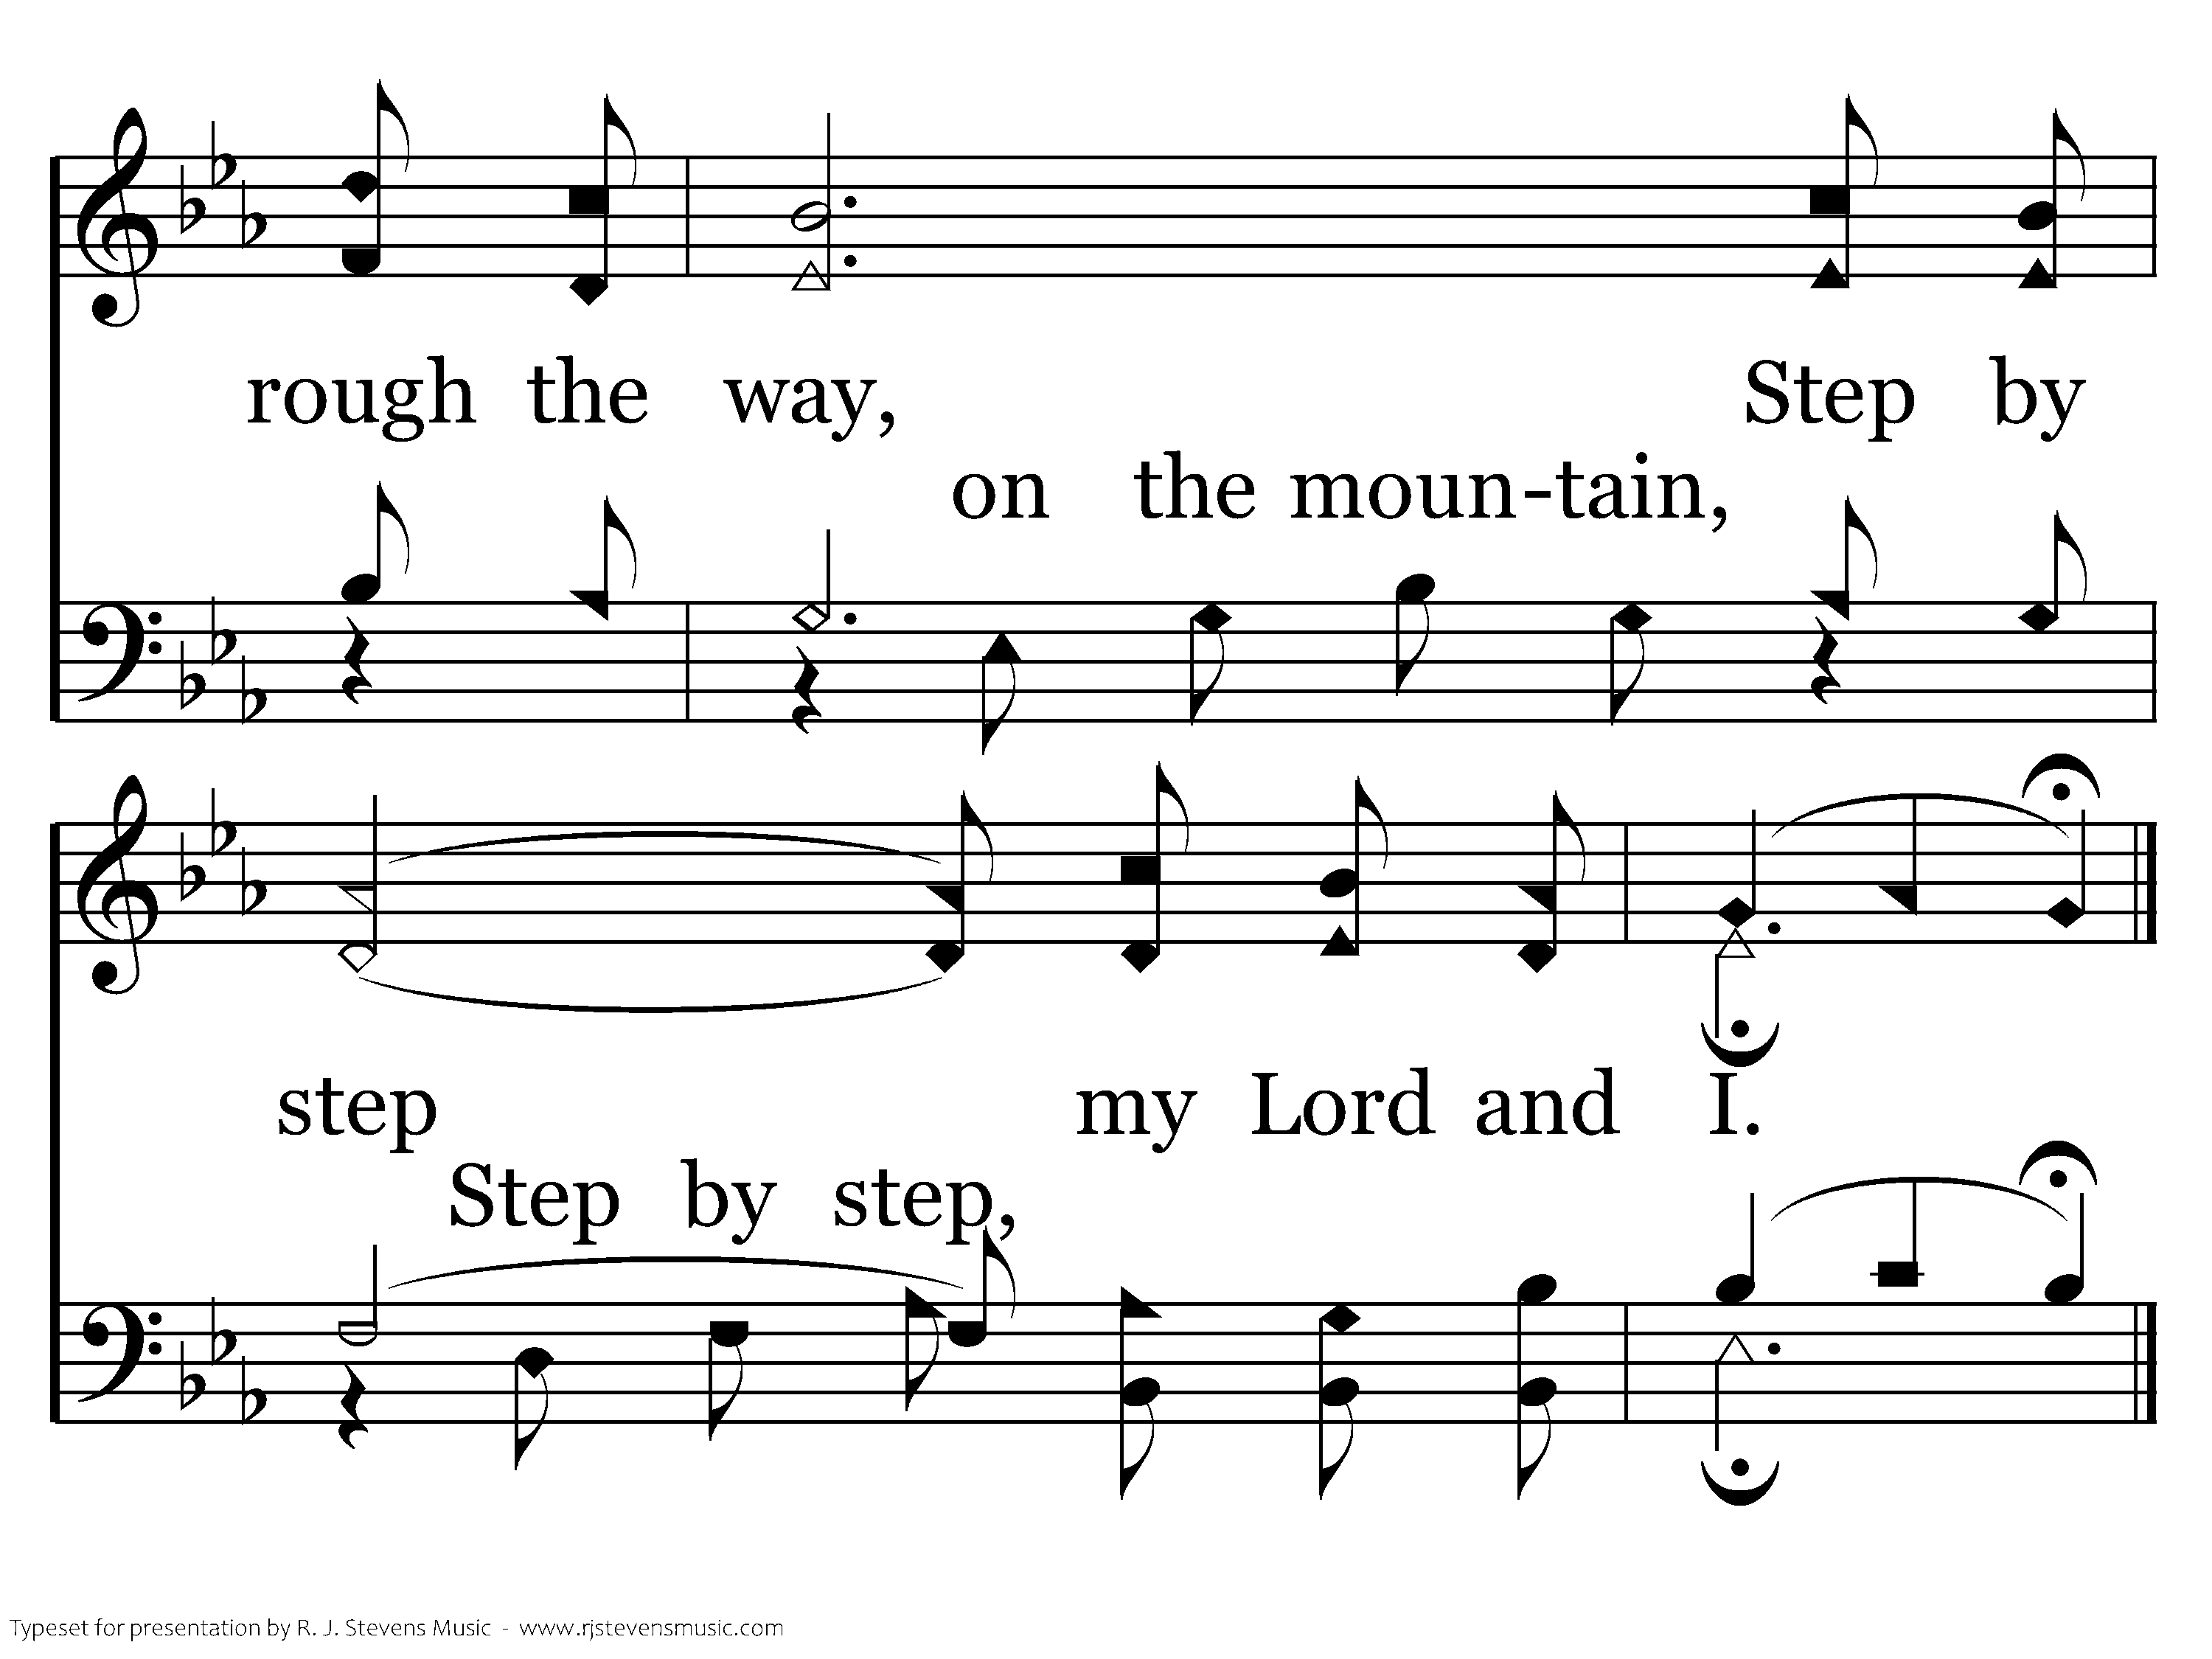 rough the way, Step by
on the moun-tain,
step my Lord and I.
Step by step,
Typeset for presentation by R. J. Stevens Music - www.rjstevensmusic.com